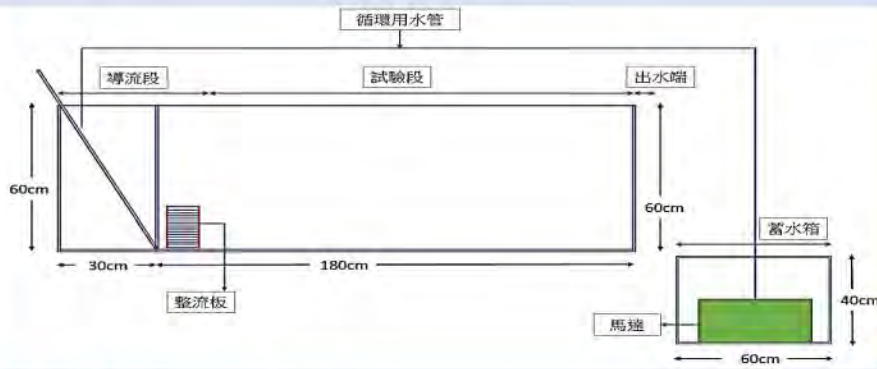 循環用水管
導流段
試驗段
出水端
60cm
60cm
蓄水箱
30cm
180cm
整流板
40cm
馬達
60cm